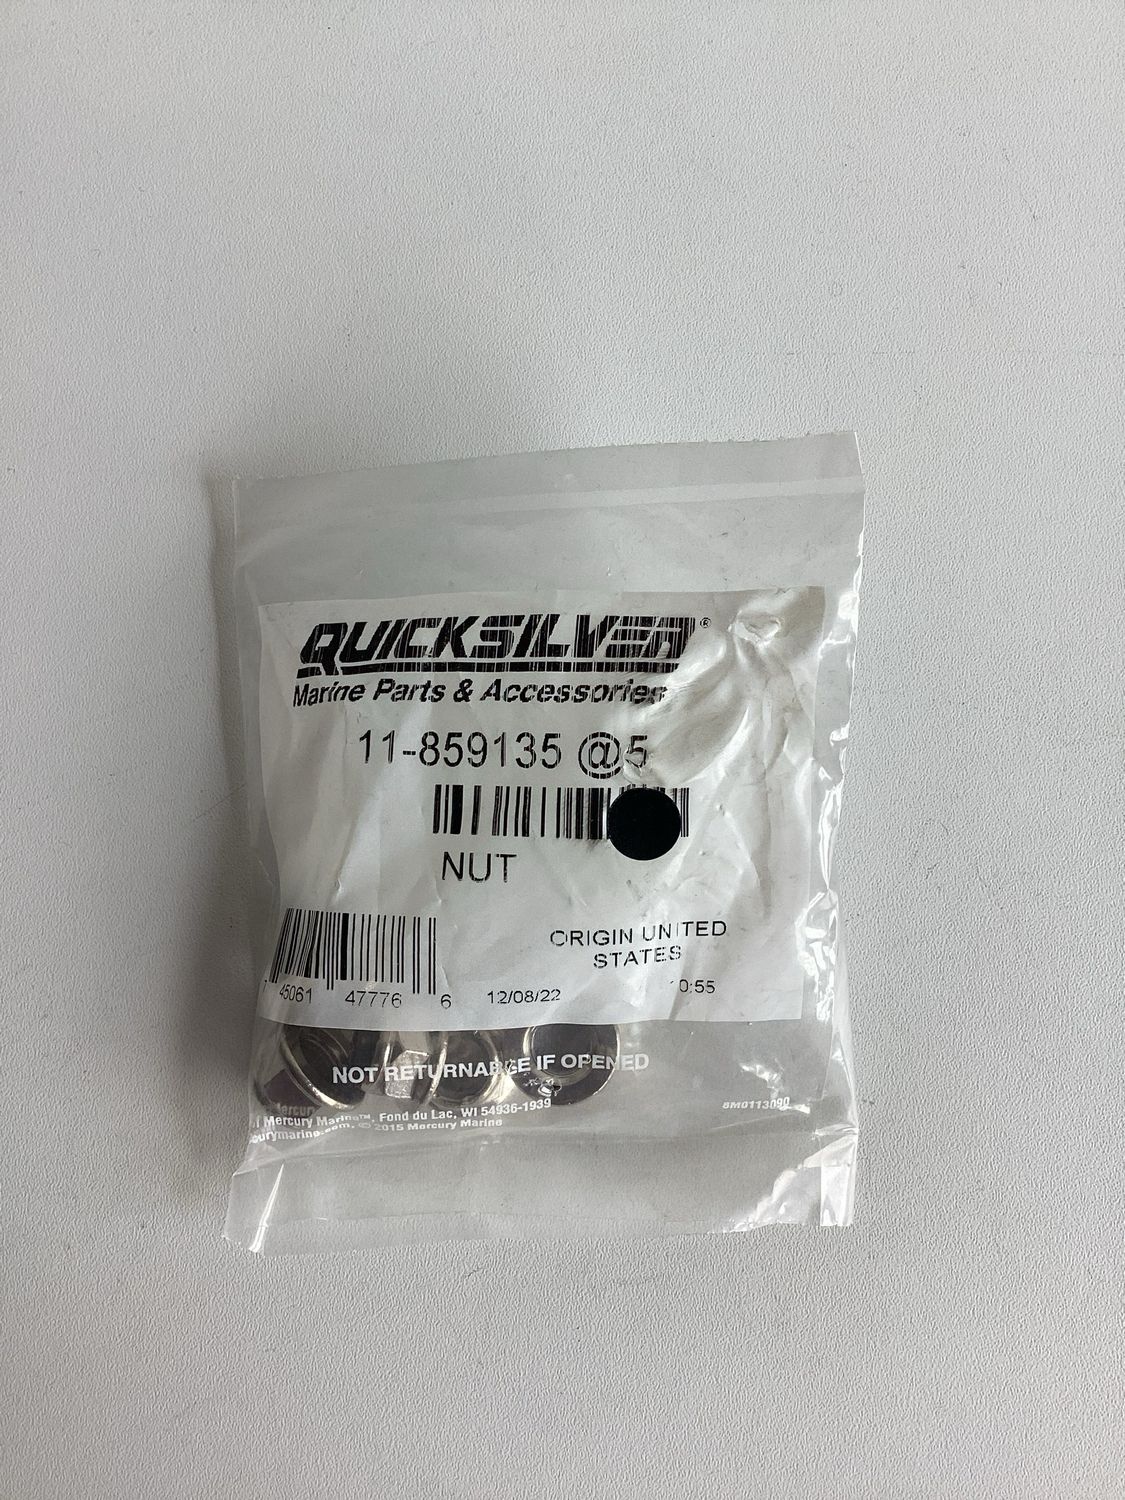 QUICKSILVER®
Marine Parts & Accessories
11-859135 @5
NUT
45061 47776 6
12/08/22
ORIGIN UNITED
STATES
0:55
NOT RETURNABLE IF OPENED
Mercury Marine™, Fond du Lac, WI 54936-1939
© 2015 Mercury Marine
8M0113090